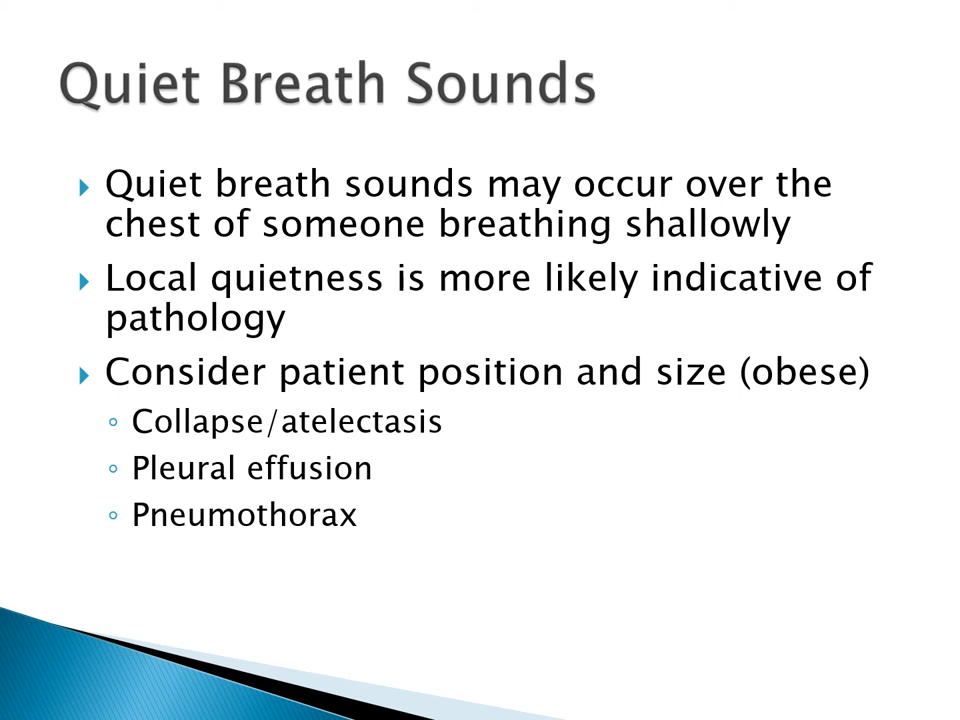 Quiet Breath Sounds
Quiet breath sounds may occur over the
chest of someone breathing shallowly
Local quietness is more likely indicative of
pathology
Consider patient position and size (obese)
Collapse/atelectasis
Pleural effusion
Pneumothorax